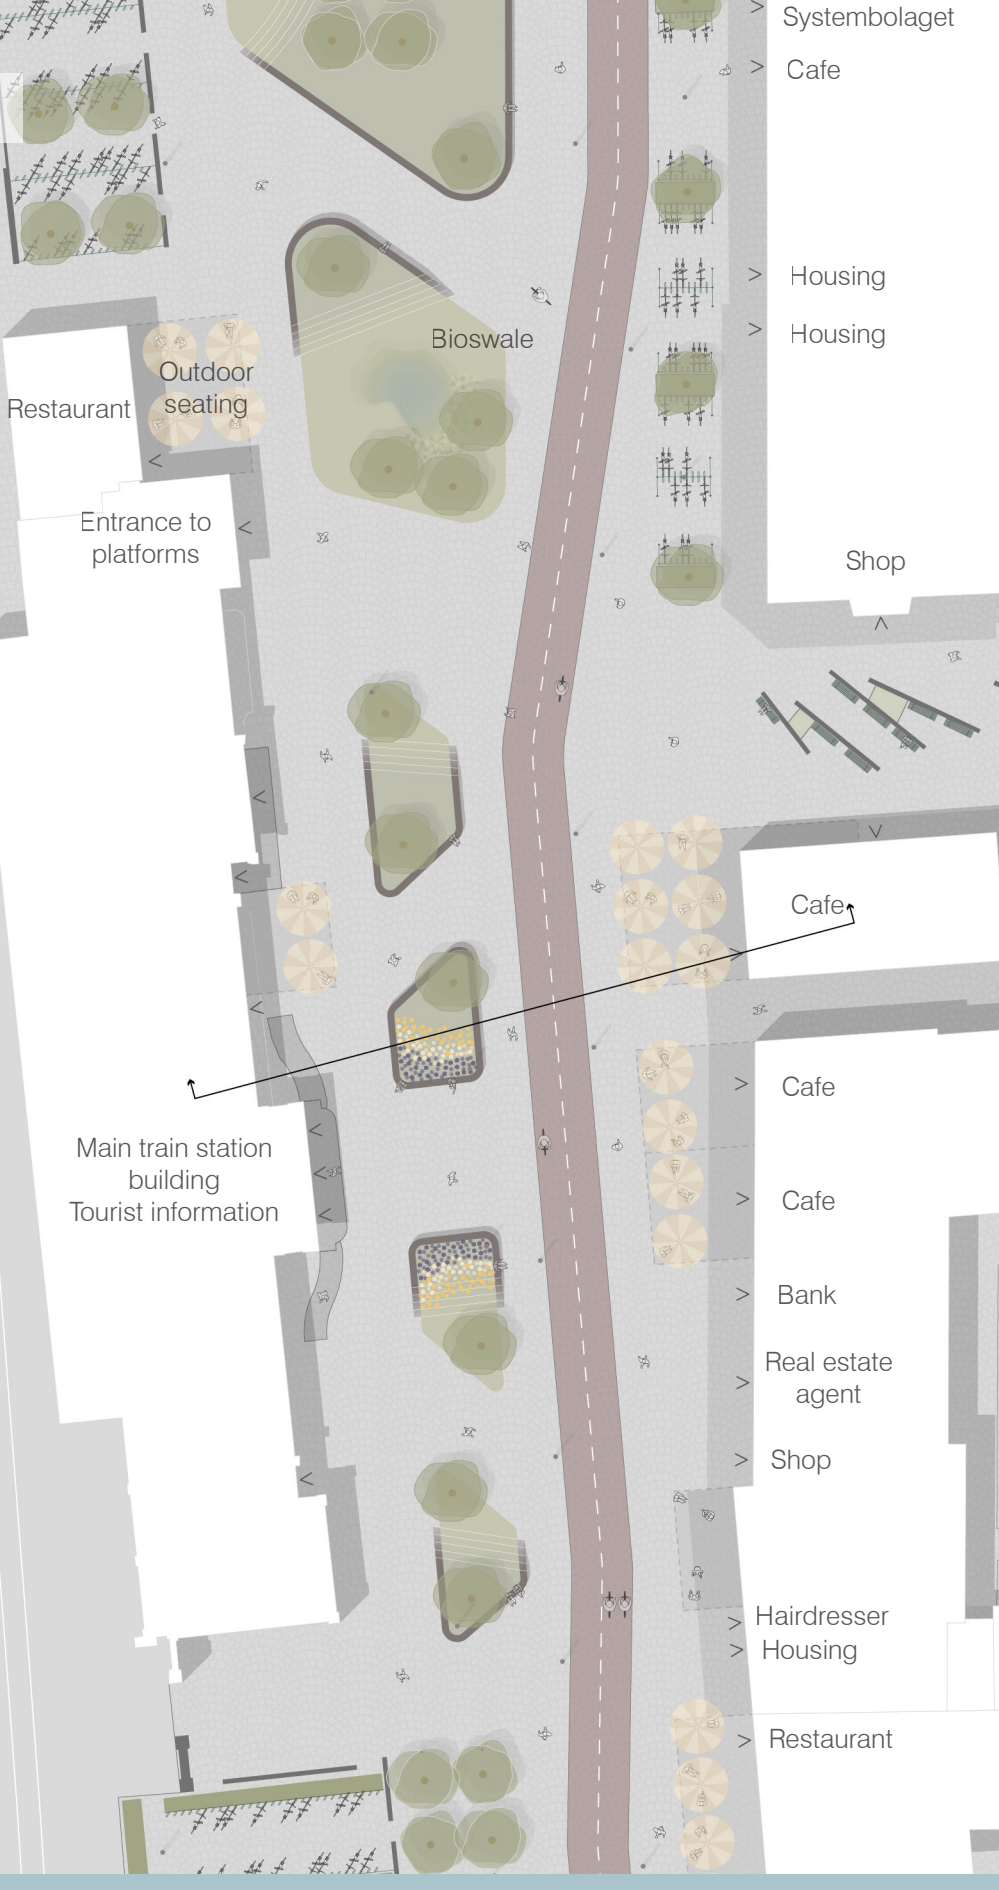 Systembolaget
Cafe
Housing
Housing
Bioswale
Outdoor
seating
Restaurant
Entrance to
platforms
Shop
Cafe
Cafe
Main train station
building
Tourist information
Cafe
Bank
Real estate
agent
Shop
Hairdresser
Housing
Restaurant